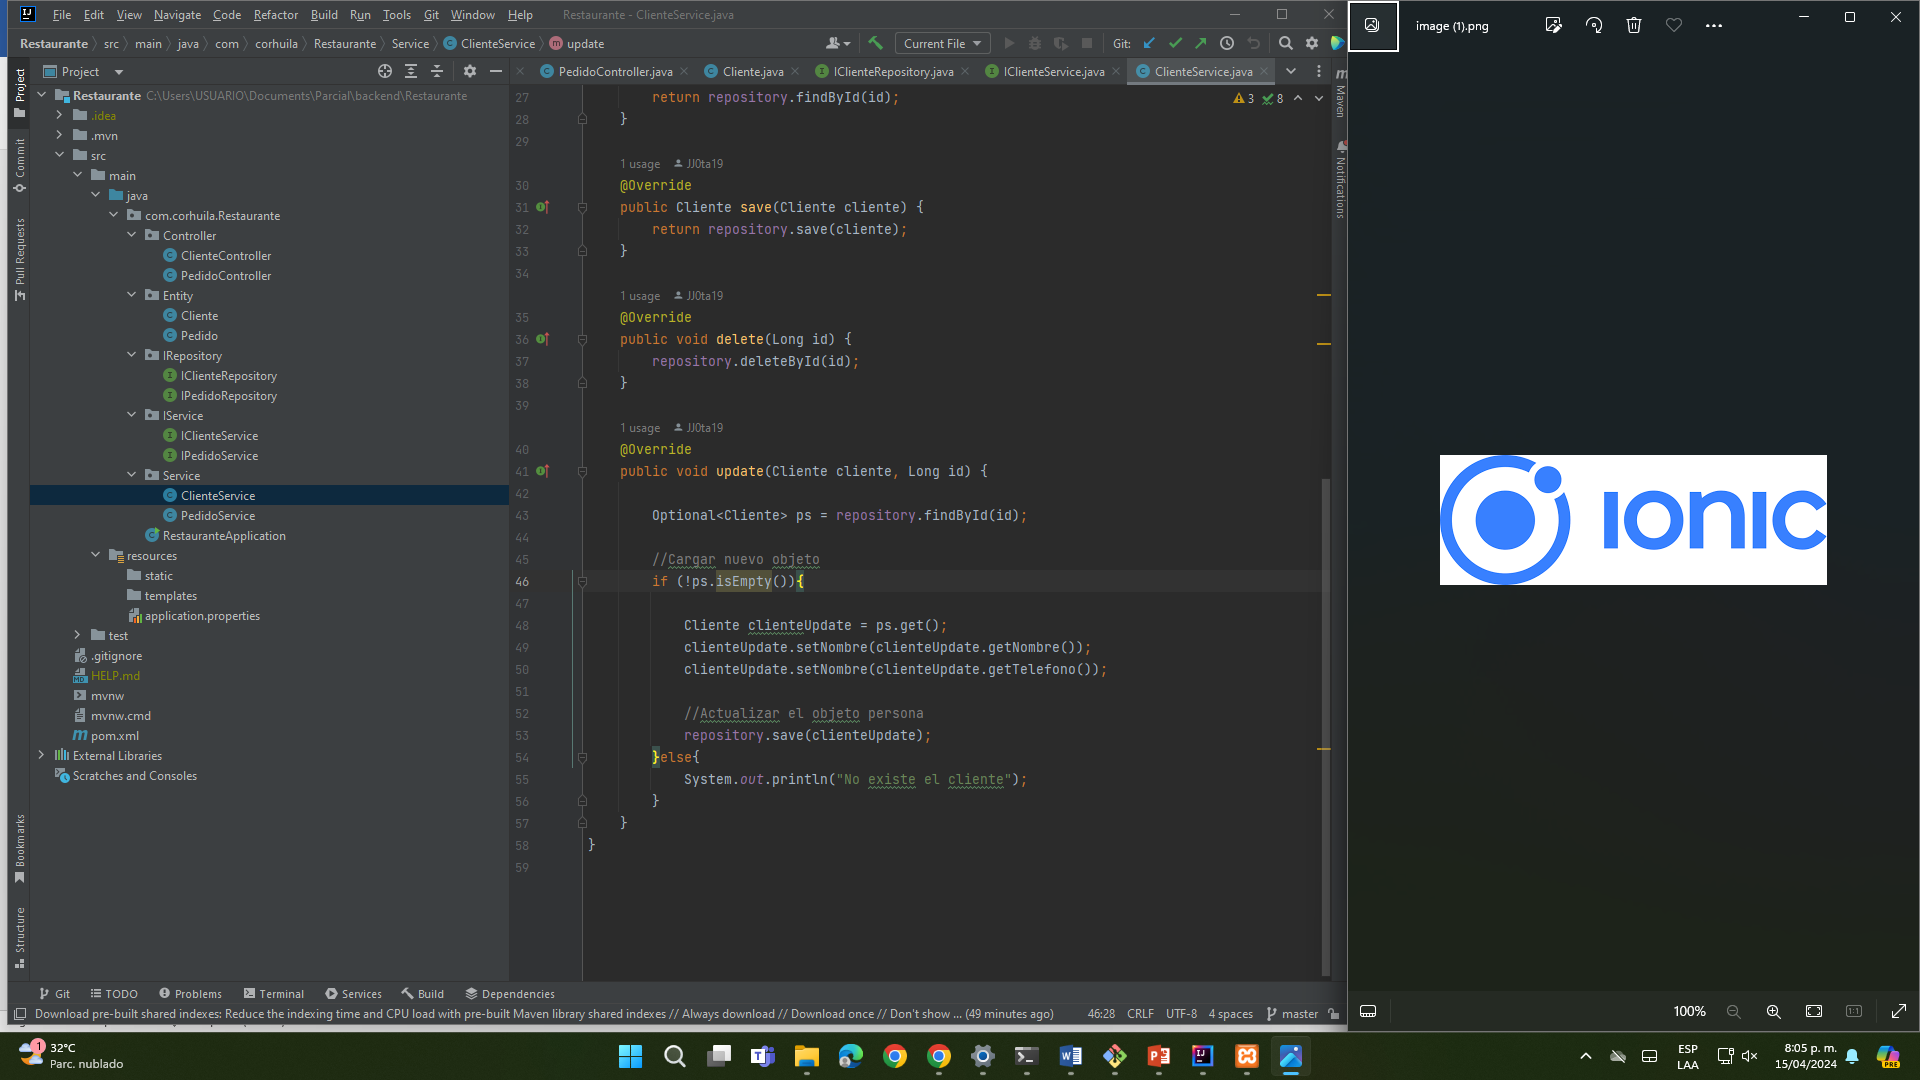 File Edit View Navigate Code Refactor Build Run Tools Git Window Help Restaurante - ClienteService.java
Restaurante src main java com corhuila Restaurante Service ClienteService update
Current File
Git:
Project
PedidoController.java Cliente.java IClienteRepository.java IClienteService.java ClienteService.java
Project
Commit
Pull Requests
Bookmarks
Structure
Restaurante C:\Users\USUARIO\Documents\Parcial\backend\Restaurante
.idea
.mvn
src
main
java
com.corhuila.Restaurante
Controller
ClienteController
PedidoController
Entity
Cliente
Pedido
IRepository
IClienteRepository
IPedidoRepository
IService
IClienteService
IPedidoService
Service
ClienteService
PedidoService
RestauranteApplication
resources
static
templates
application.properties
test
.gitignore
HELP.md
mvnw
mvnw.cmd
pom.xml
External Libraries
Scratches and Consoles
3 8
27 return repository.findById(id);
28 }
29
1 usage JJ0ta19
30 @Override
31 public Cliente save(Cliente cliente) {
32 return repository.save(cliente);
33 }
34
1 usage JJ0ta19
35 @Override
36 public void delete(Long id) {
37 repository.deleteById(id);
38 }
39
1 usage JJ0ta19
40 @Override
41 public void update(Cliente cliente, Long id) {
42
43 Optional<Cliente> ps = repository.findById(id);
44
45 //Cargar nuevo objeto
46 if (!ps.isEmpty()){
47
48 Cliente clienteUpdate = ps.get();
49 clienteUpdate.setNombre(clienteUpdate.getNombre());
50 clienteUpdate.setNombre(clienteUpdate.getTelefono());
51
52 //Actualizar el objeto persona
53 repository.save(clienteUpdate);
54 }else{
55 System.out.println("No existe el cliente");
56 }
57 }
58 }
59
Maven
Notifications
Git TODO Problems Terminal Services Build Dependencies
Download pre-built shared indexes: Reduce the indexing time and CPU load with pre-built Maven library shared indexes // Always download // Download once // Don't show ... (49 minutes ago) 46:28 CRLF UTF-8 4 spaces master
image (1).png
IONIC
100%
1:1
1
32°C
Parc. nublado
ESP
LAA
8:05 p. m.
15/04/2024
PRE